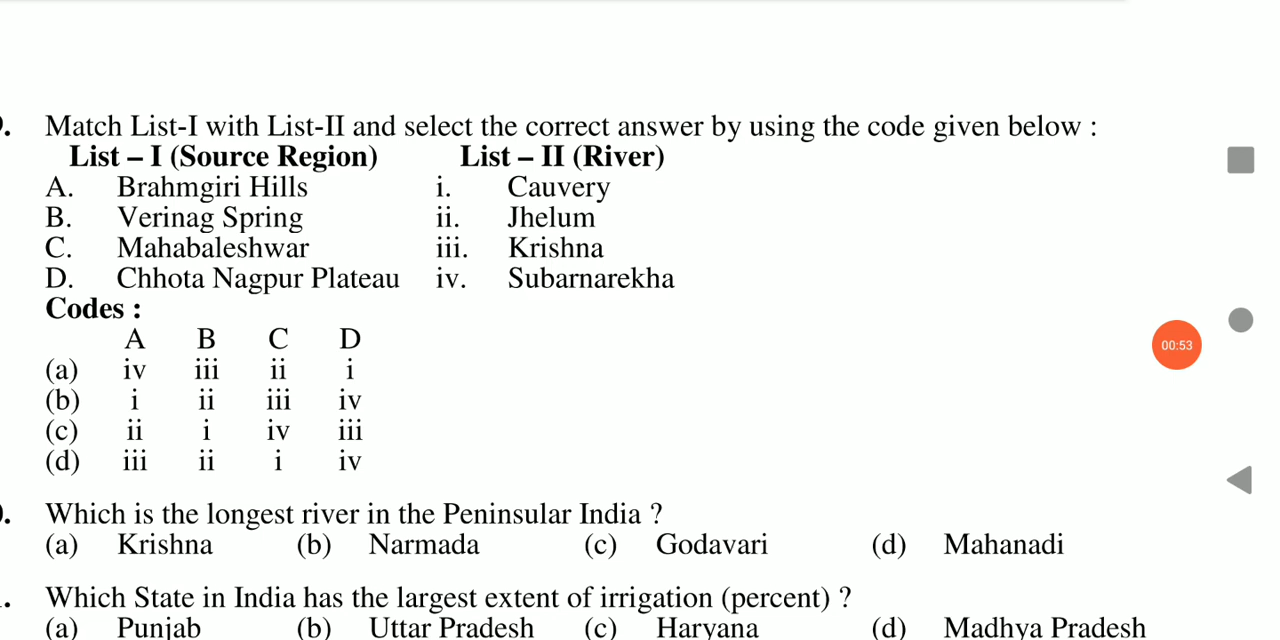 . Match List-I with List-II and select the correct answer by using the code given below :
List – I (Source Region) List – II (River)
A. Brahmgiri Hills i. Cauvery
B. Verinag Spring ii. Jhelum
C. Mahabaleshwar iii. Krishna
D. Chhota Nagpur Plateau iv. Subarnarekha
Codes :
A B C D
(a) iv iii ii i
(b) i ii iii iv
(c) ii i iv iii
(d) iii ii i iv
. Which is the longest river in the Peninsular India ?
(a) Krishna (b) Narmada (c) Godavari (d) Mahanadi
. Which State in India has the largest extent of irrigation (percent) ?
(a) Punjab (b) Uttar Pradesh (c) Haryana (d) Madhya Pradesh
00:53